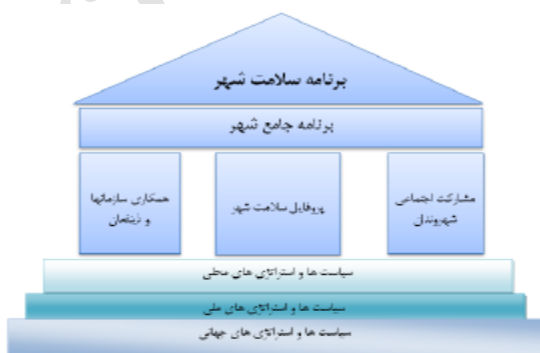 برنامه سلامت شهر
برنامه جامع شهر
مشارکت اجتماعی
شهروندان
پروفایل سلامت شهر
همکاری سازمانها
و ذینفعان
سیاست ها و استراتژی های محلی
سیاست ها و استراتژی های ملی
سیاست ها و استراتژی های جهانی